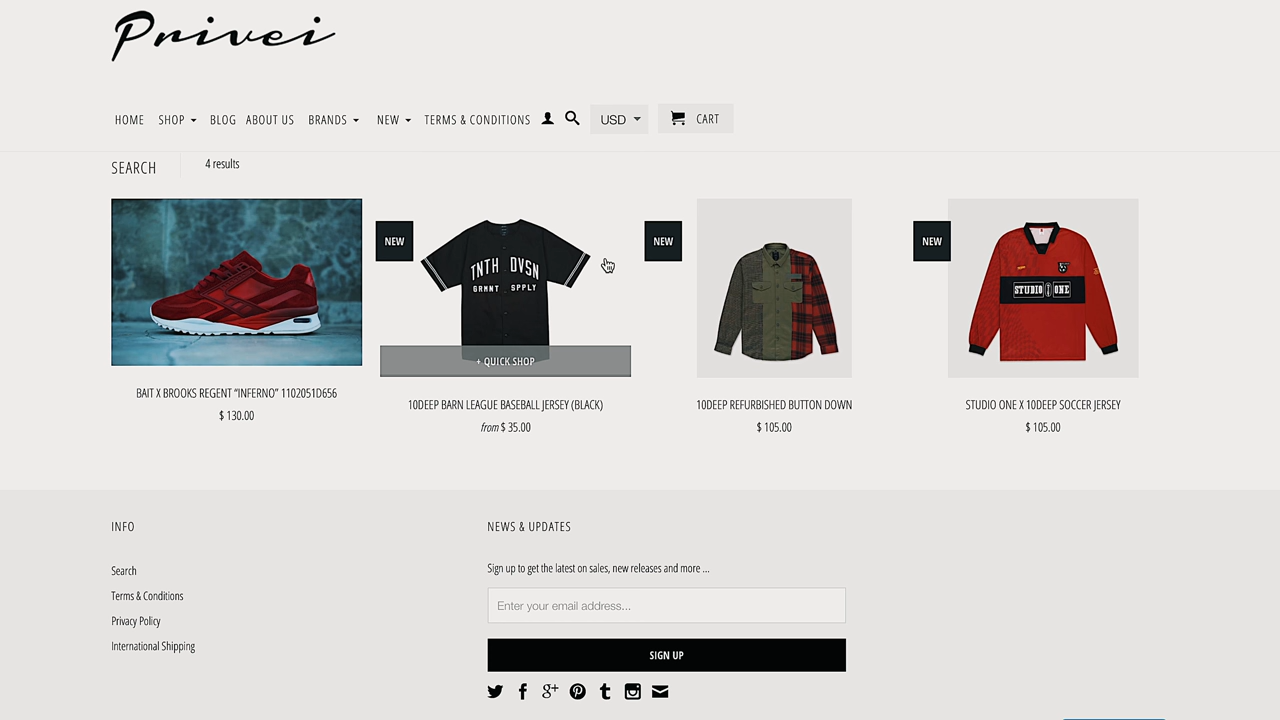 Privei
HOME SHOP BLOG ABOUT US BRANDS NEW TERMS & CONDITIONS USD CART
SEARCH 4 results
NEW NEW NEW
TNTH DVSN
GRMNT SPPLY
STUDIO ONE
+ QUICK SHOP
BAIT X BROOKS REGENT “INFERNO” 1102051D656
$ 130.00
10DEEP BARN LEAGUE BASEBALL JERSEY (BLACK)
from $ 35.00
10DEEP REFURBISHED BUTTON DOWN
$ 105.00
STUDIO ONE X 10DEEP SOCCER JERSEY
$ 105.00
INFO
Search
Terms & Conditions
Privacy Policy
International Shipping
NEWS & UPDATES
Sign up to get the latest on sales, new releases and more ...
Enter your email address...
SIGN UP